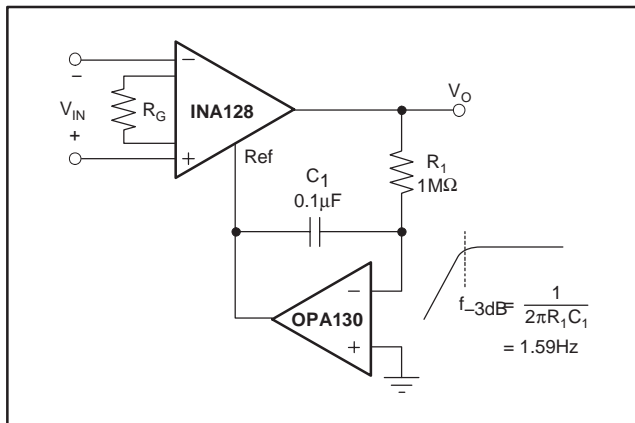 −
V_IN
+
R_G
−
INA128
+
Ref
V_O
R_1
1MΩ
C_1
0.1µF
−
OPA130
+
f_−3dB = 1 / 2πR_1C_1
= 1.59Hz